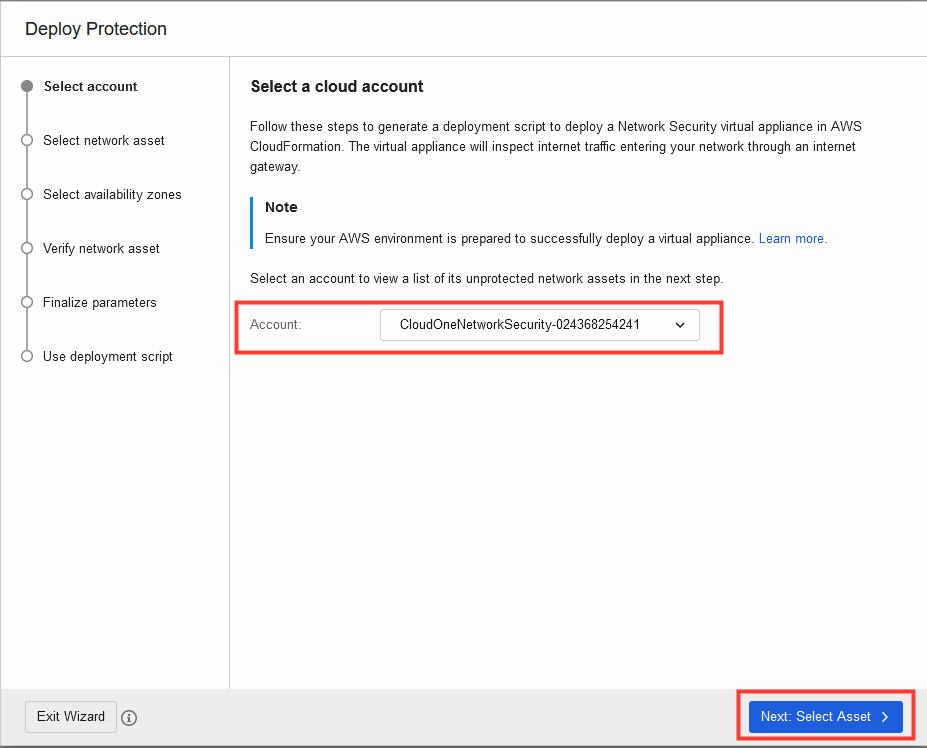 Deploy Protection
Select account
Select network asset
Select availability zones
Verify network asset
Finalize parameters
Use deployment script
Select a cloud account
Follow these steps to generate a deployment script to deploy a Network Security virtual appliance in AWS
CloudFormation. The virtual appliance will inspect internet traffic entering your network through an internet
gateway.
Note
Ensure your AWS environment is prepared to successfully deploy a virtual appliance. Learn more.
Select an account to view a list of its unprotected network assets in the next step.
Account: CloudOneNetworkSecurity-024368254241
Exit Wizard
Next: Select Asset